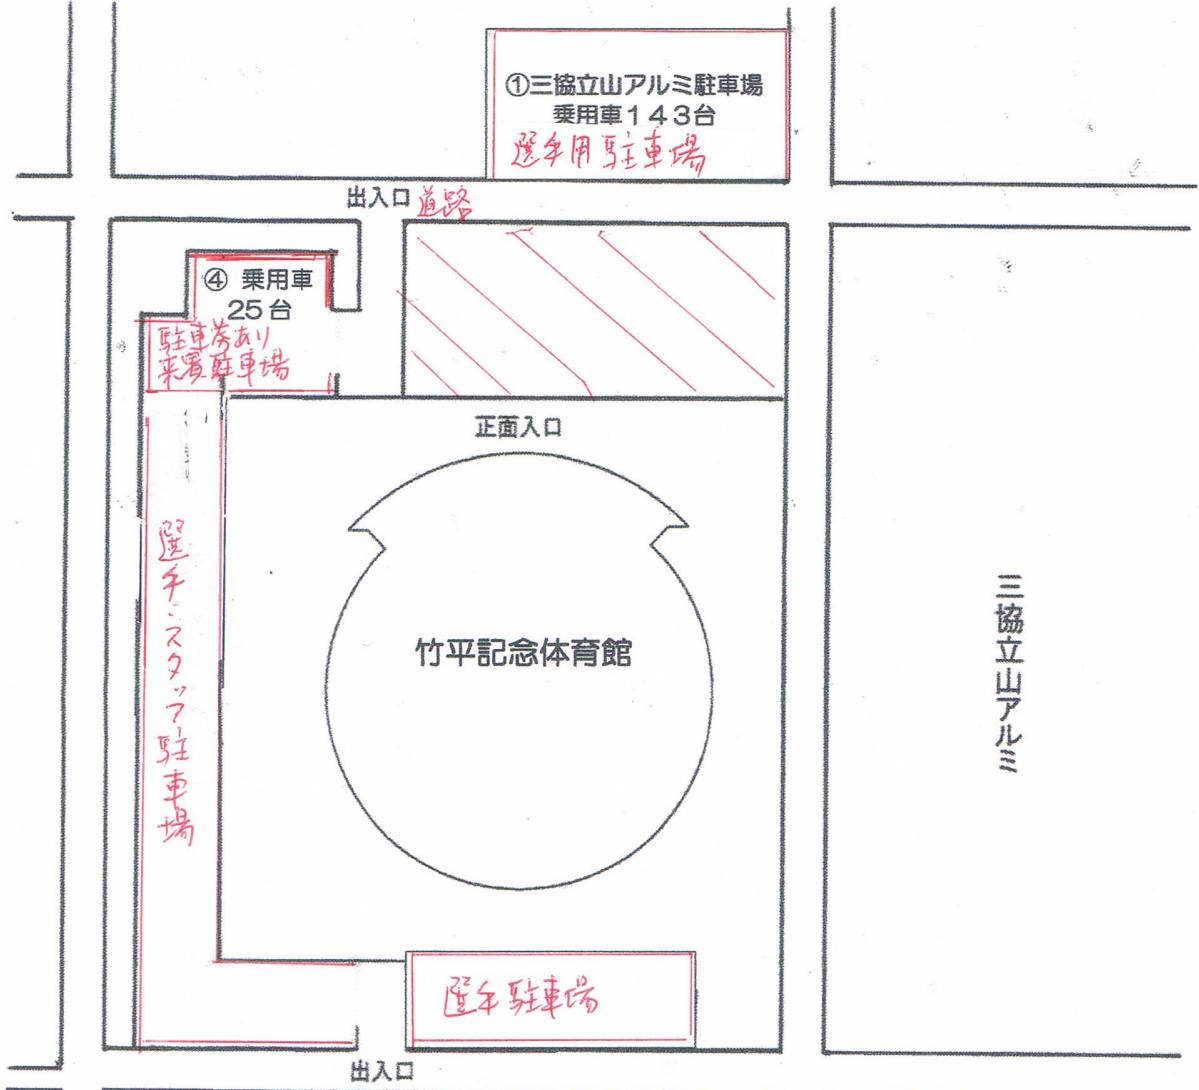 ①三協立山アルミ駐車場
乗用車143台
選手用駐車場
出入口 道路
④ 乗用車
25台
駐車券あり
来賓駐車場
正面入口
選手・スタッフ駐車場
竹平記念体育館
三協立山アルミ
選手駐車場
出入口